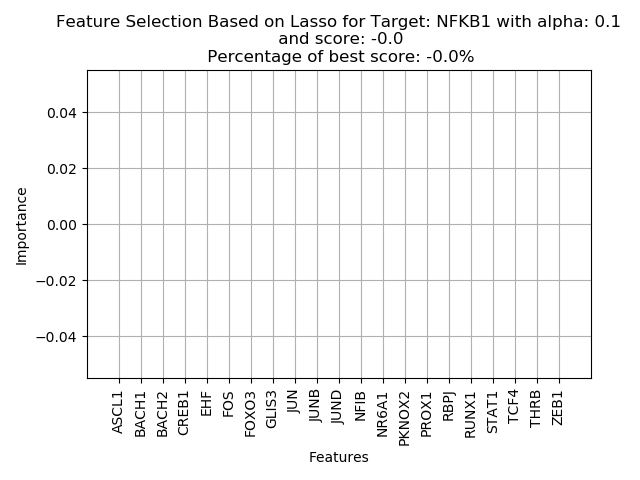 Feature Selection Based on Lasso for Target: NFKB1 with alpha: 0.1
and score: -0.0
Percentage of best score: -0.0%
0.04
0.02
0.00
−0.02
−0.04
Importance
ASCL1
BACH1
BACH2
CREB1
EHF
FOS
FOXO3
GLIS3
JUN
JUNB
JUND
NFIB
NR6A1
PKNOX2
PROX1
RBPJ
RUNX1
STAT1
TCF4
THRB
ZEB1
Features